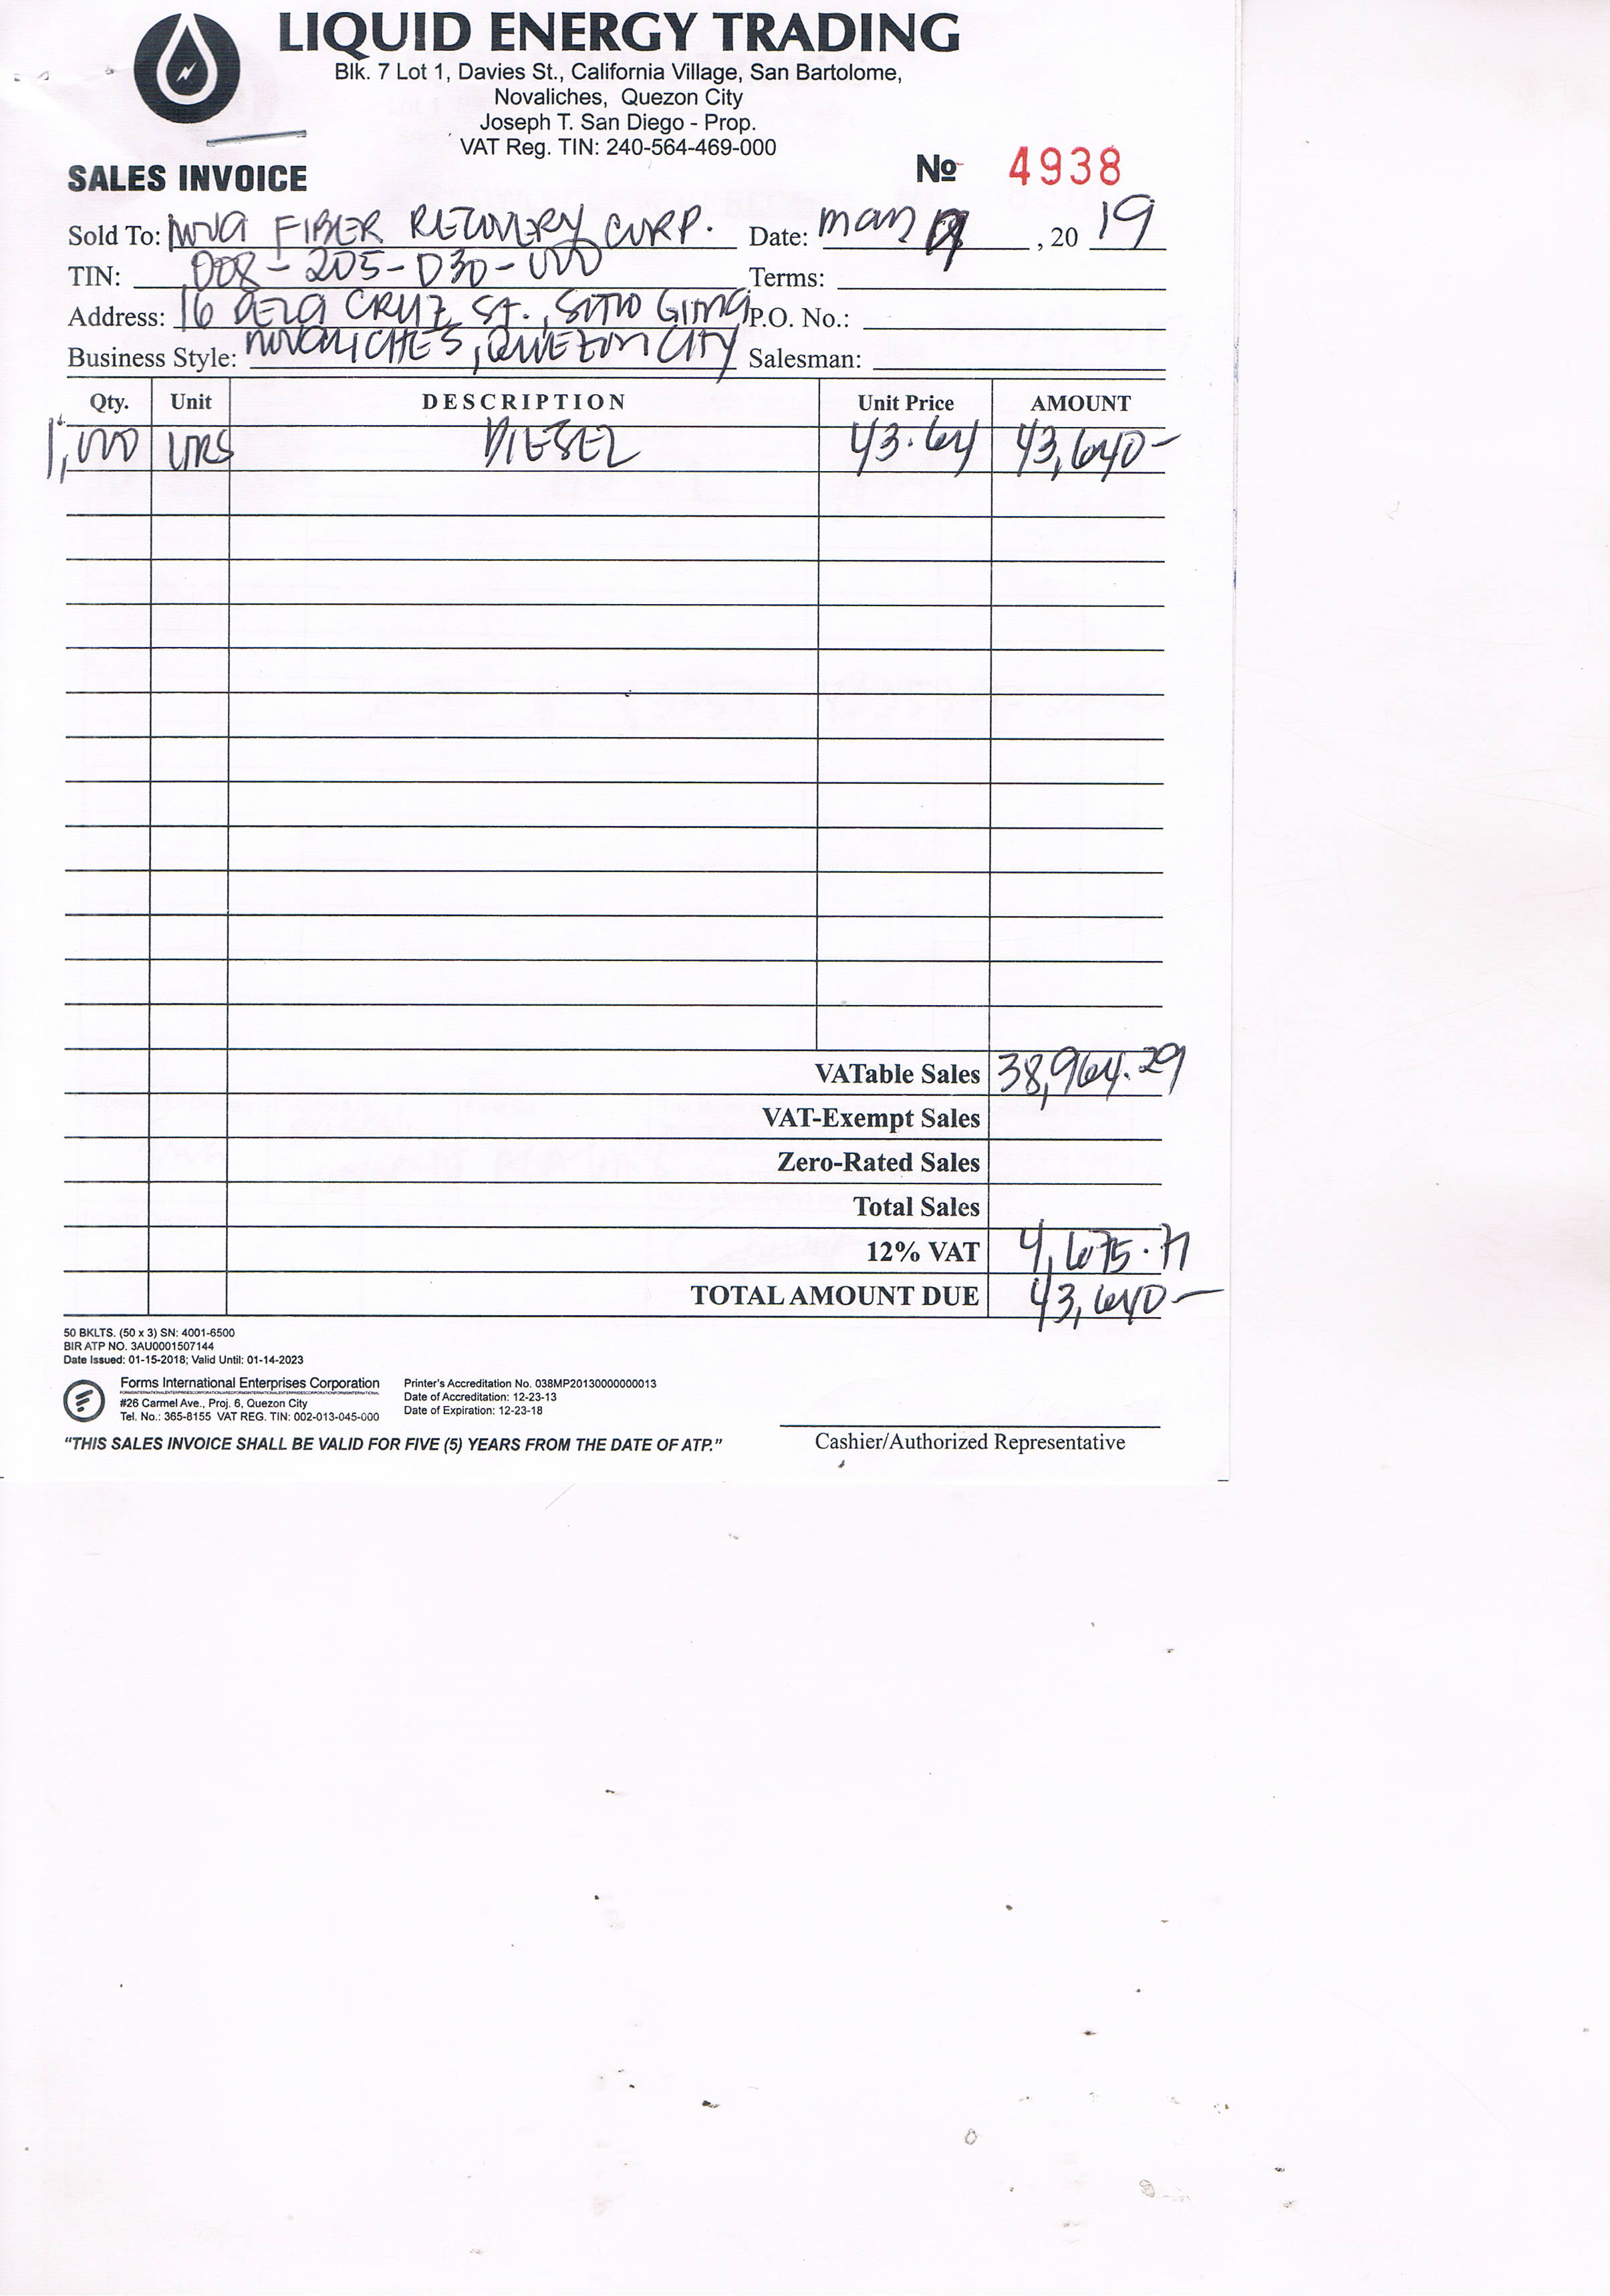 LIQUID ENERGY TRADING
Blk. 7 Lot 1, Davies St., California Village, San Bartolome,
Novaliches, Quezon City
Joseph T. San Diego - Prop.
VAT Reg. TIN: 240-564-469-000
SALES INVOICE
№ 4938
Sold To: NOVA FIBER RECOVERY CORP. Date: , 20 19
TIN: 008-205-030-000 Terms:
Address: 16 DELA CRUZ ST., SITIO GITNA P.O. No.:
Business Style: NOVALICHES, QUEZON CITY Salesman:
Qty. Unit DESCRIPTION Unit Price AMOUNT
1,000 LTRS DIESEL 43.64 43,640-
VATable Sales 38,964.29
VAT-Exempt Sales
Zero-Rated Sales
Total Sales
12% VAT 4,675.71
TOTAL AMOUNT DUE 43,640-
50 BKLTS. (50 x 3) SN: 4001-6500
BIR ATP NO. 3AU0001507144
Date Issued: 01-15-2018; Valid Until: 01-14-2023
Forms International Enterprises Corporation
#26 Carmel Ave., Proj. 6, Quezon City
Tel. No.: 365-8155 VAT REG. TIN: 002-013-045-000
Printer's Accreditation No. 038MP20130000000013
Date of Accreditation: 12-23-13
Date of Expiration: 12-23-18
"THIS SALES INVOICE SHALL BE VALID FOR FIVE (5) YEARS FROM THE DATE OF ATP."
Cashier/Authorized Representative